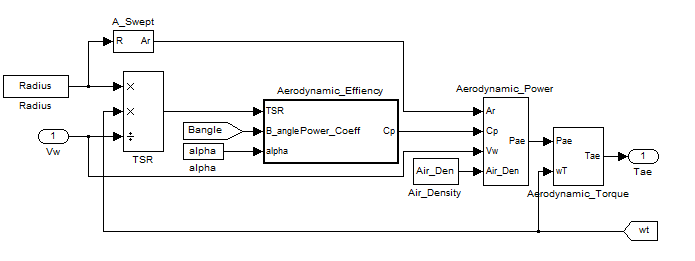 A_Swept
R Ar
Radius
Radius
×
×
÷
TSR
1
Vw
Aerodynamic_Effiency
TSR
B_angle Power_Coeff Cp
alpha
Bangle
alpha
alpha
Aerodynamic_Power
Ar
Cp
Pae
Vw
Air_Den
Air_Den
Air_Density
Pae
Tae
wT
Aerodynamic_Torque
1
Tae
wt